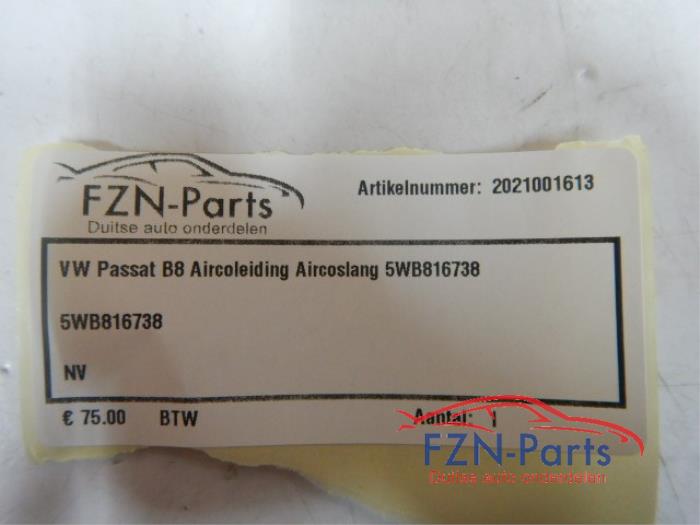 FZN-Parts
Duitse auto onderdelen
Artikelnummer: 2021001613
VW Passat B8 Aircoleiding Aircoslang 5WB816738
5WB816738
NV
€ 75.00 BTW Aantal: 1
FZN-Parts
Duitse auto onderdelen